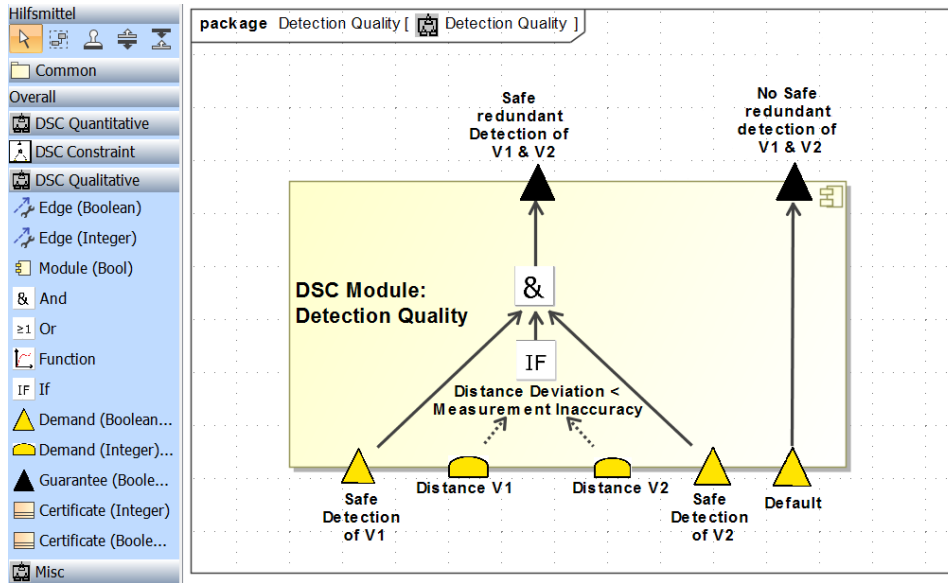 Hilfsmittel
Common
Overall
DSC Quantitative
DSC Constraint
DSC Qualitative
Edge (Boolean)
Edge (Integer)
Module (Bool)
& And
≥1 Or
Function
IF If
Demand (Boolean...
Demand (Integer)...
Guarantee (Boole...
Certificate (Integer)
Certificate (Boole...
Misc
package Detection Quality [ Detection Quality ]
Safe
redundant
Detection of
V1 & V2
No Safe
redundant
detection of
V1 & V2
DSC Module:
Detection Quality
&
IF
Distance Deviation <
Measurement Inaccuracy
Safe
Detection
of V1
Distance V1
Distance V2
Safe
Detection
of V2
Default